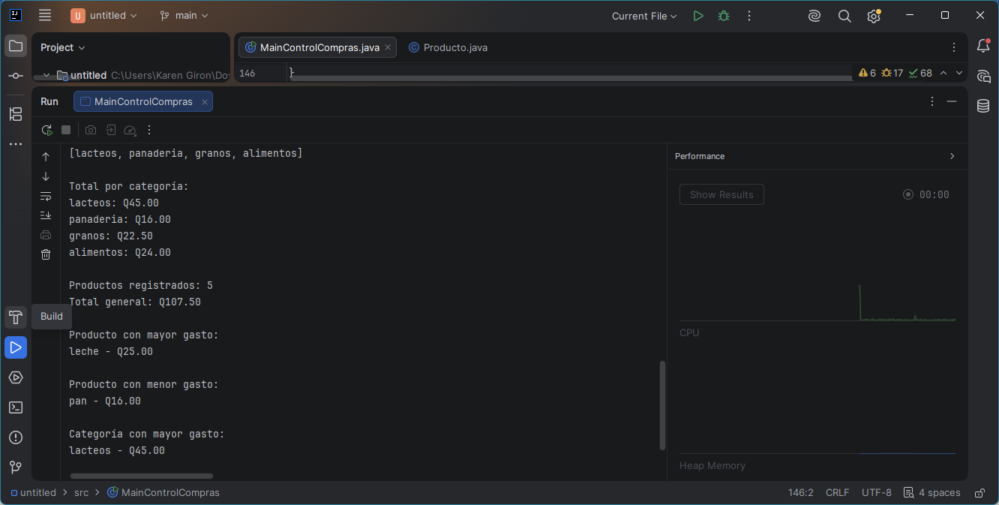 U untitled main Current File
Project MainControlCompras.java Producto.java
untitled C:\Users\Karen Giron\Do 146 } 6 17 68
Run MainControlCompras
[lacteos, panaderia, granos, alimentos]
Total por categoría:
lacteos: Q45.00
panaderia: Q16.00
granos: Q22.50
alimentos: Q24.00
Productos registrados: 5
Total general: Q107.50
Producto con mayor gasto:
leche - Q25.00
Producto con menor gasto:
pan - Q16.00
Categoría con mayor gasto:
lacteos - Q45.00
Build
Performance
Show Results 00:00
CPU
Heap Memory
untitled > src > MainControlCompras 146:2 CRLF UTF-8 4 spaces